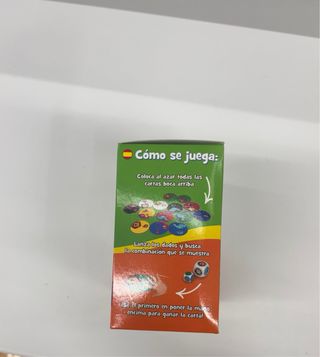 Cómo se juega:
Coloca al azar todas las
cartas boca arriba
Lanza los dados y busca
la combinación que se muestra
¡Sé el primero en poner la mano
encima para ganar la carta!